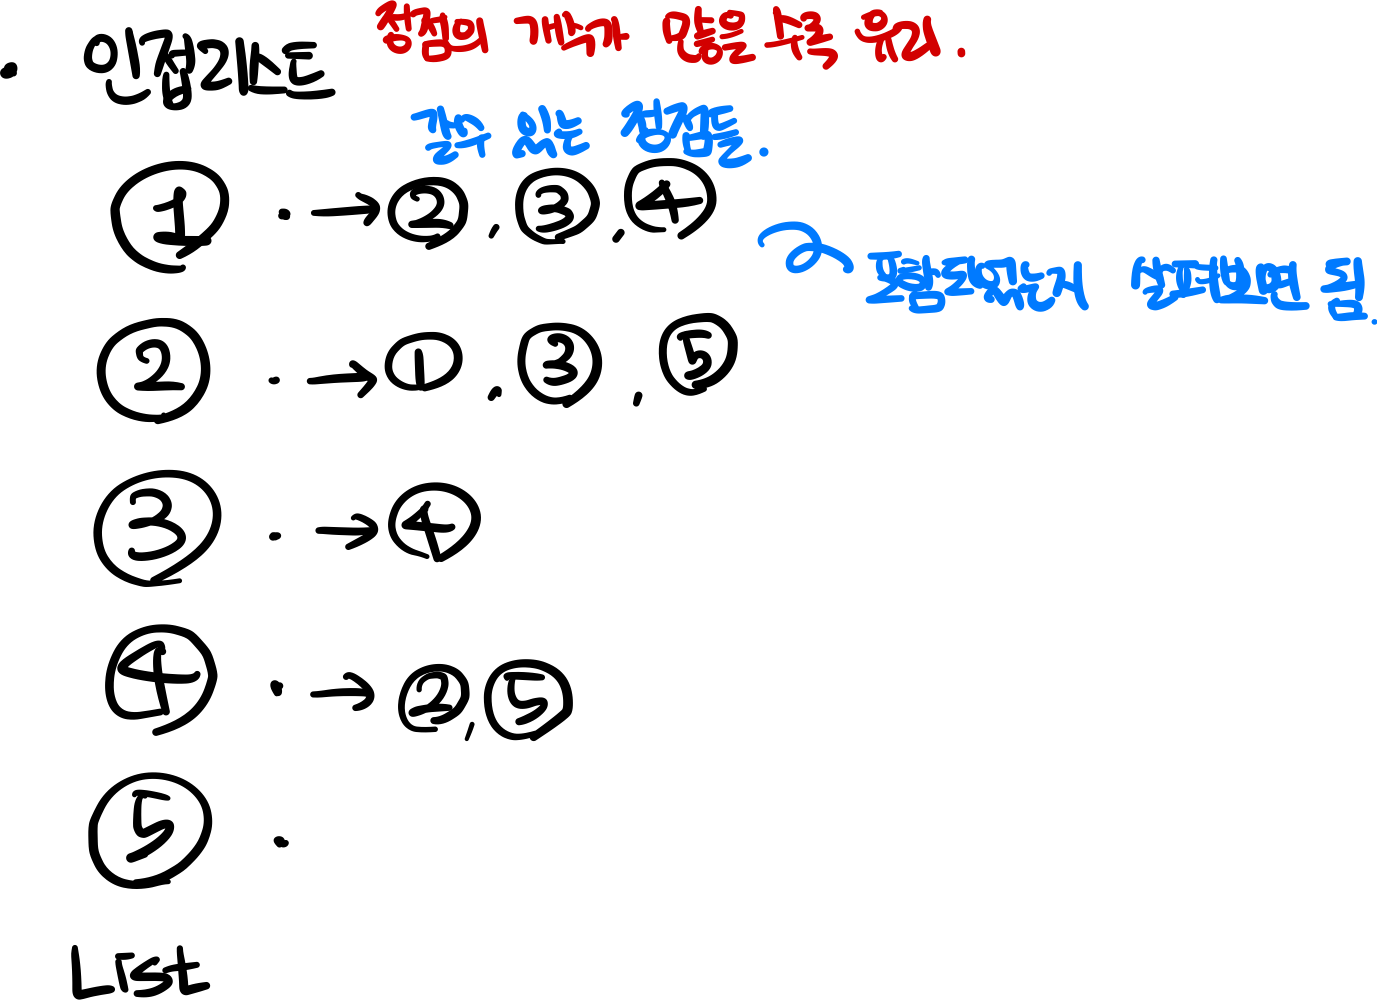 · 인접리스트 정점의 개수가 많을 수록 유리.
갈수 있는 정점들.
① · → ②, ③, ④
포함되있는지 살펴보면 됨.
② · → ①, ③, ⑤
③ · → ④
④ · → ②, ⑤
⑤ ·
List